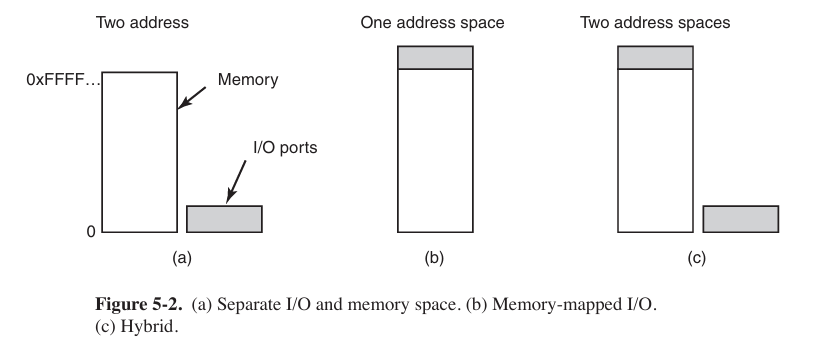 Two address
One address space
Two address spaces
0xFFFF…
Memory
I/O ports
0
(a)
(b)
(c)
Figure 5-2. (a) Separate I/O and memory space. (b) Memory-mapped I/O.
(c) Hybrid.